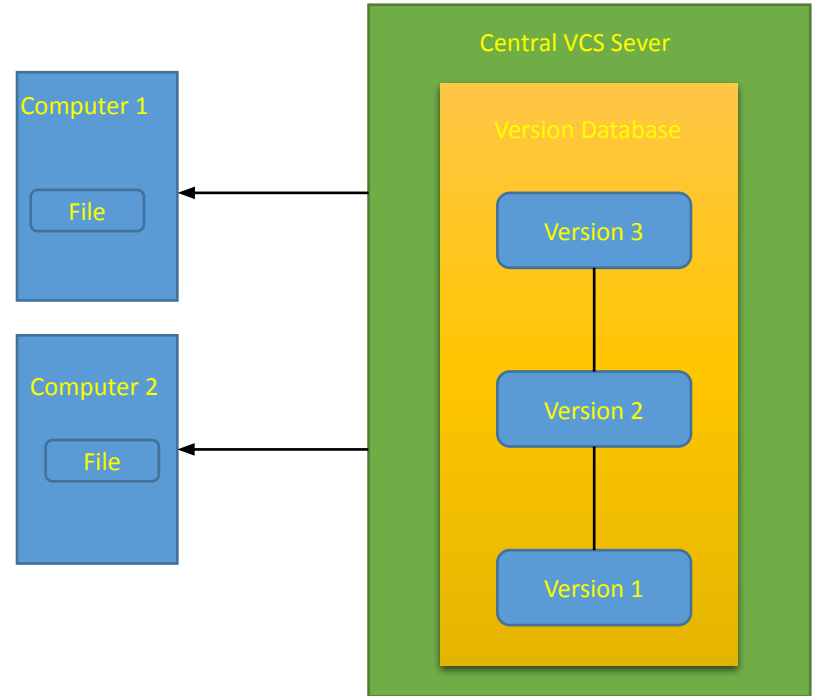 Central VCS Sever
Computer 1
File
Version Database
Version 3
Computer 2
File
Version 2
Version 1